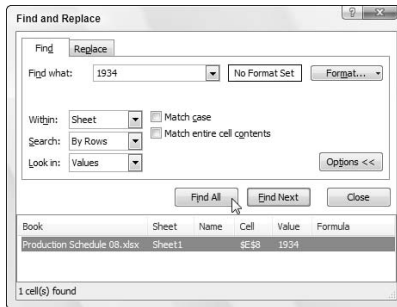 Find and Replace
Find Replace
Find what: 1934 No Format Set Format...
Within: Sheet Match case
Match entire cell contents
Search: By Rows
Look in: Values Options <<
Find All Find Next Close
Book Sheet Name Cell Value Formula
Production Schedule 08.xlsx Sheet1 $E$8 1934
1 cell(s) found